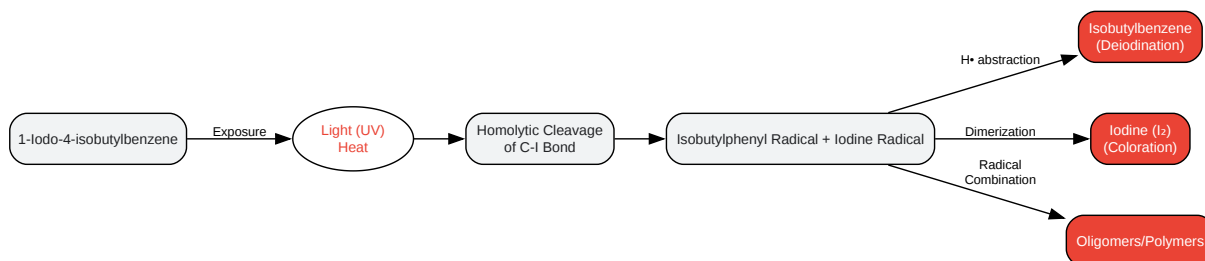 Isobutylbenzene
(Deiodination)
H• abstraction
1-Iodo-4-isobutylbenzene
Exposure
Light (UV)
Heat
Homolytic Cleavage
of C-I Bond
Isobutylphenyl Radical + Iodine Radical
Dimerization
Iodine (I₂)
(Coloration)
Radical
Combination
Oligomers/Polymers